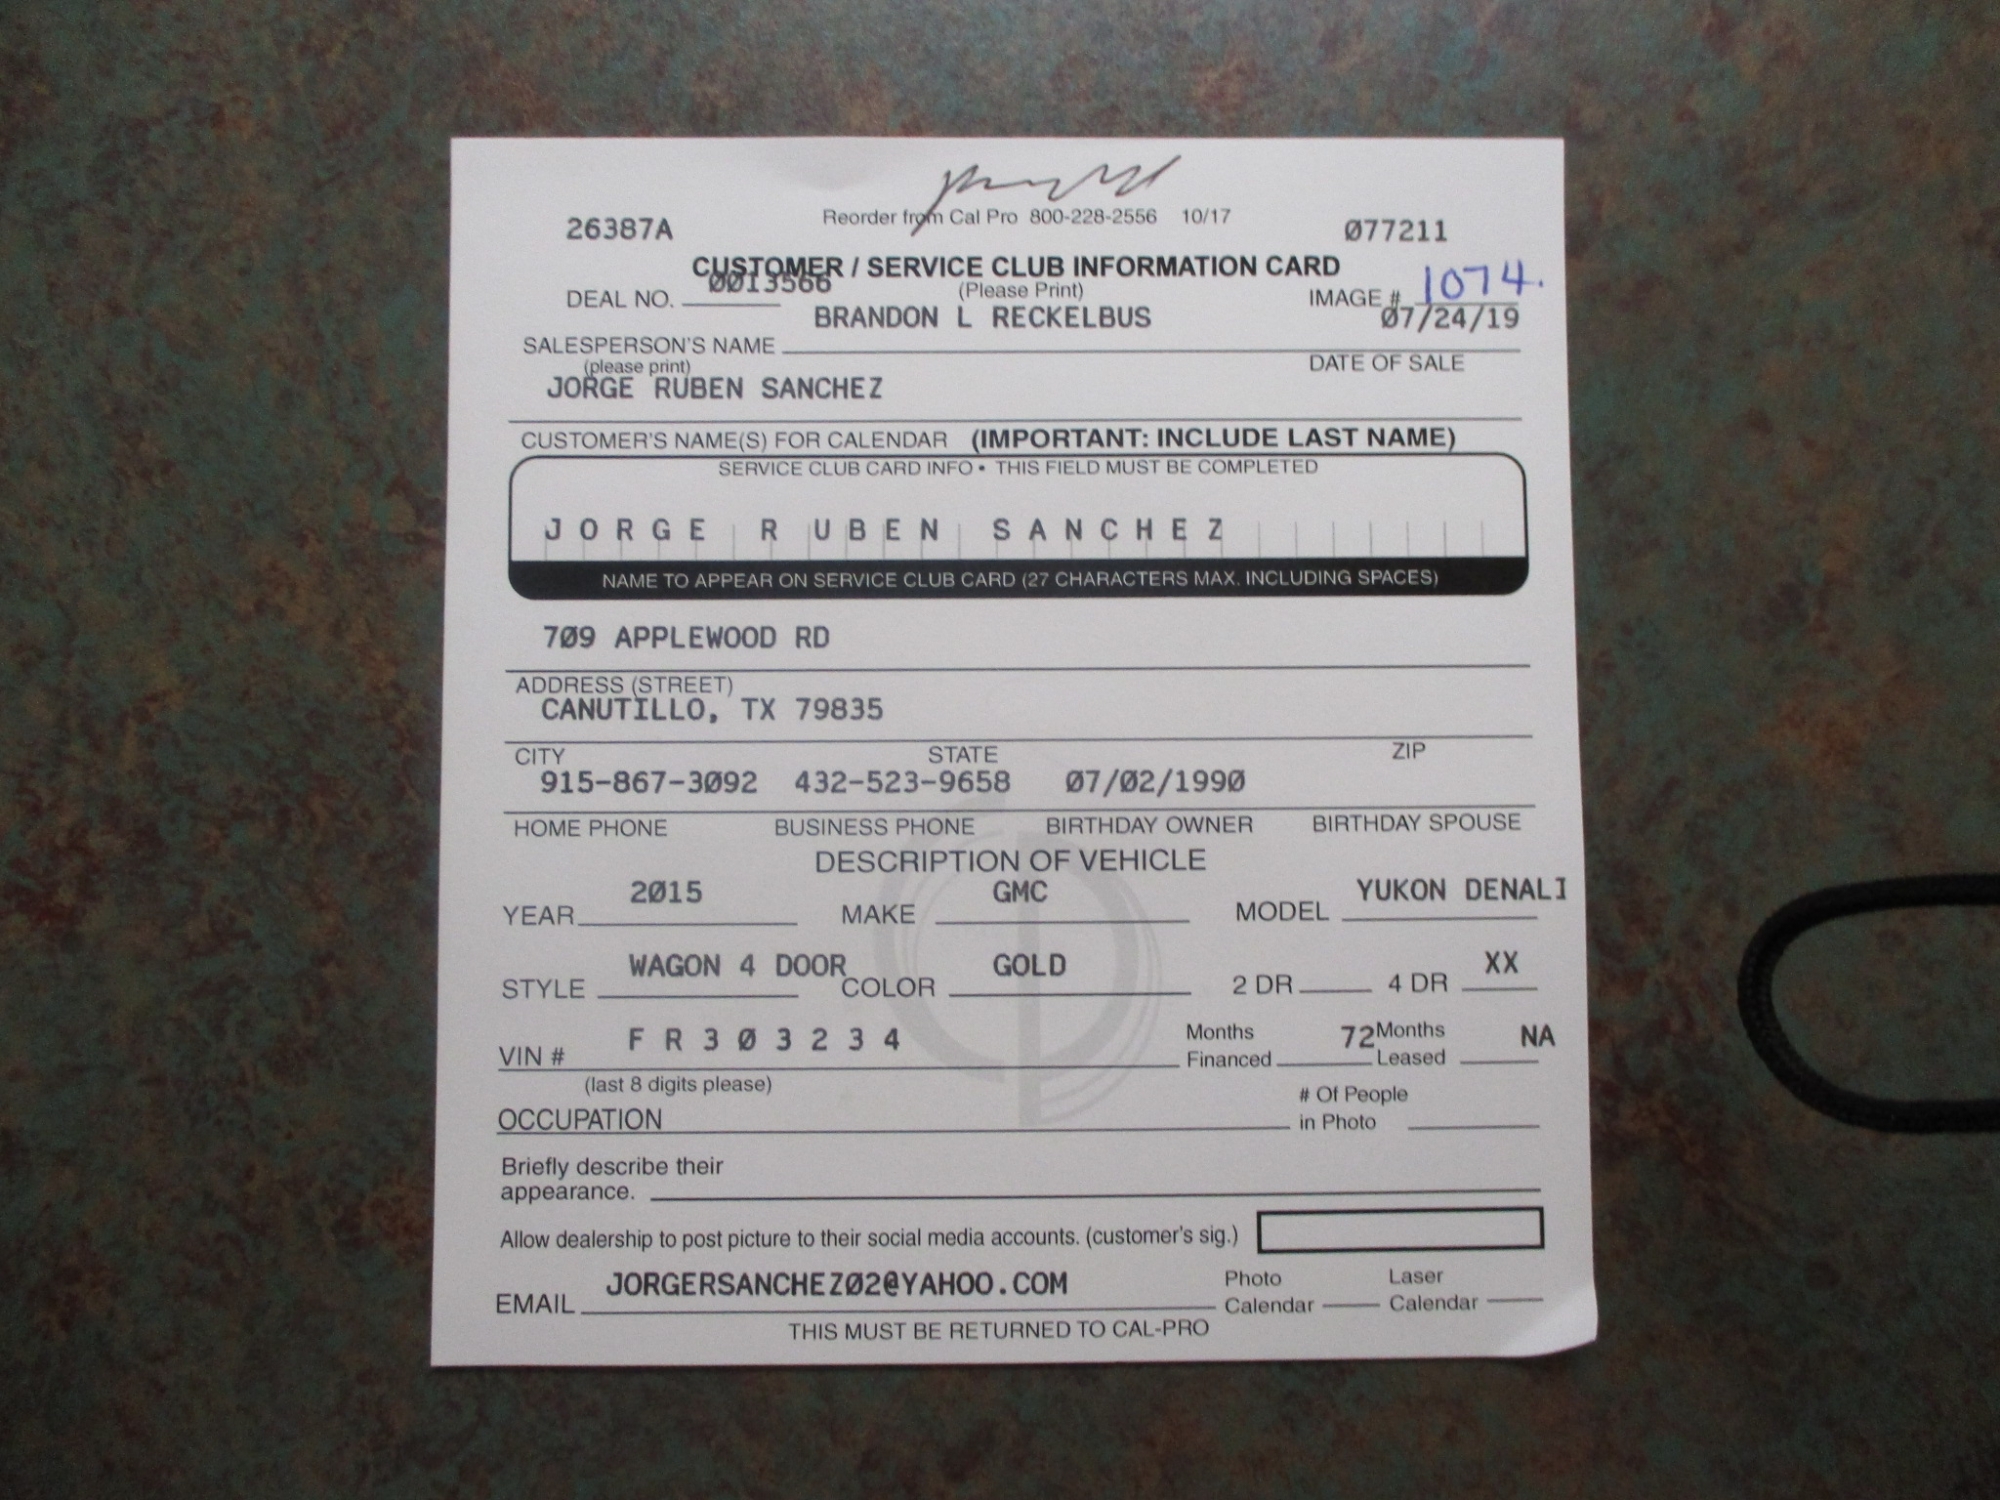 Reorder from Cal Pro 800-228-2556 10/17
26387A 077211
CUSTOMER / SERVICE CLUB INFORMATION CARD
DEAL NO. 0013566 (Please Print) IMAGE # 1074.
BRANDON L RECKELBUS 07/24/19
SALESPERSON'S NAME
(please print) DATE OF SALE
JORGE RUBEN SANCHEZ
CUSTOMER'S NAME(S) FOR CALENDAR (IMPORTANT: INCLUDE LAST NAME)
SERVICE CLUB CARD INFO • THIS FIELD MUST BE COMPLETED
JORGE RUBEN SANCHEZ
NAME TO APPEAR ON SERVICE CLUB CARD (27 CHARACTERS MAX. INCLUDING SPACES)
709 APPLEWOOD RD
ADDRESS (STREET)
CANUTILLO, TX 79835
CITY STATE ZIP
915-867-3092 432-523-9658 07/02/1990
HOME PHONE BUSINESS PHONE BIRTHDAY OWNER BIRTHDAY SPOUSE
DESCRIPTION OF VEHICLE
YEAR 2015 MAKE GMC MODEL YUKON DENALI
STYLE WAGON 4 DOOR COLOR GOLD 2 DR 4 DR XX
VIN # F R 3 0 3 2 3 4 Months Financed 72 Months Leased NA
(last 8 digits please)
OCCUPATION # Of People in Photo
Briefly describe their
appearance.
Allow dealership to post picture to their social media accounts. (customer's sig.)
EMAIL JORGERSANCHEZ02@YAHOO.COM Photo Calendar Laser Calendar
THIS MUST BE RETURNED TO CAL-PRO